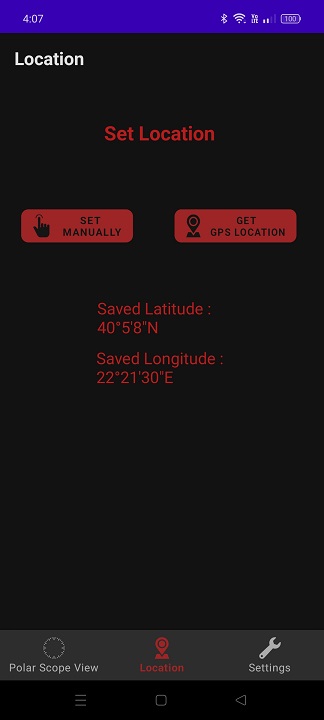 4:07
100
Location
Set Location
SET
MANUALLY
GET
GPS LOCATION
Saved Latitude :
40°5'8"N
Saved Longitude :
22°21'30"E
Polar Scope View
Location
Settings